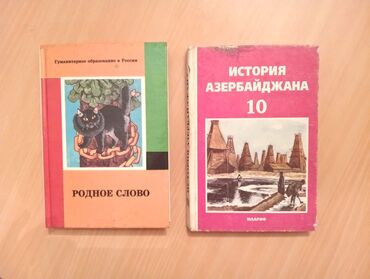 Гуманитарное образование в России
РОДНОЕ СЛОВО
ИСТОРИЯ
АЗЕРБАЙДЖАНА
10
МААРИФ